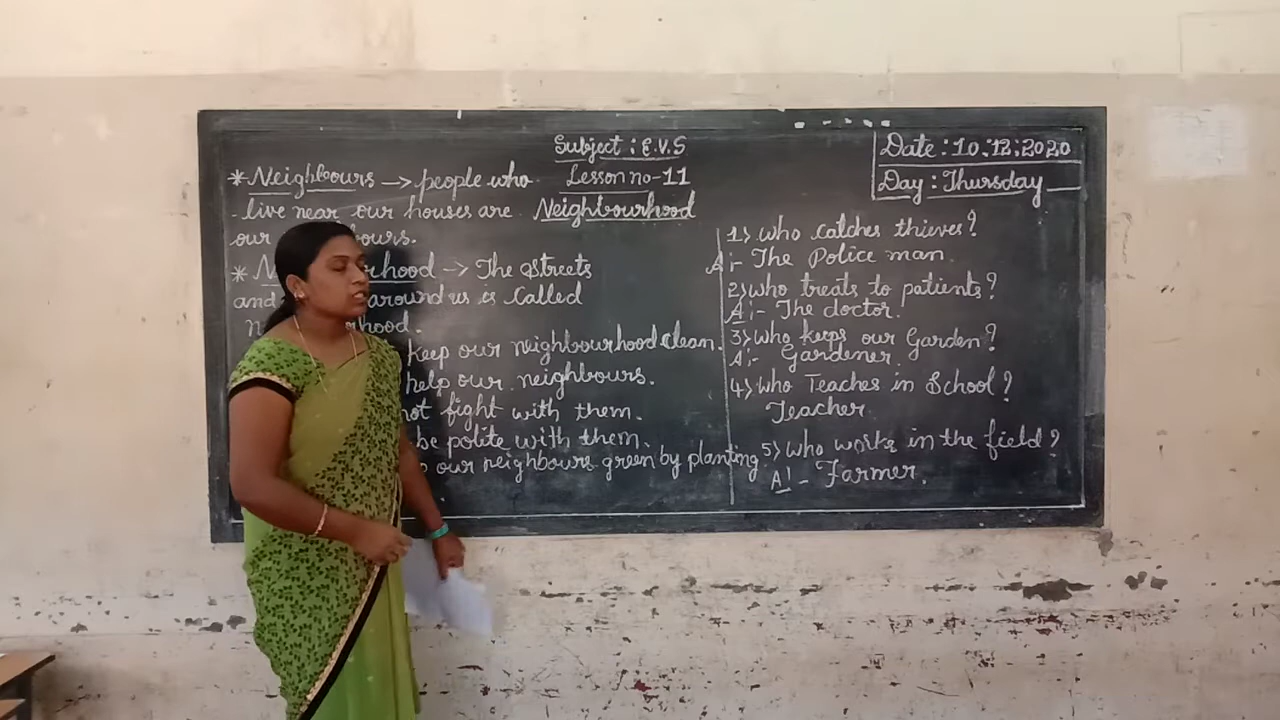 Subject : E.V.S
Lesson no-11
Neighbourhood
Date : 10.12.2020
Day : Thursday
*Neighbours -> people who
live near our houses are
our
* hood -> The streets
and around us is called
hood.
keep our neighbourhood clean.
help our neighbours.
not fight with them.
be polite with them.
our neighbours green by planting
1) who catches thieves?
A:- The Police man.
2) who treats to patients?
A:- The doctor.
3) who keeps our Garden?
A:- Gardener.
4) who Teaches in School?
Teacher.
5) who works in the field?
A:- Farmer.